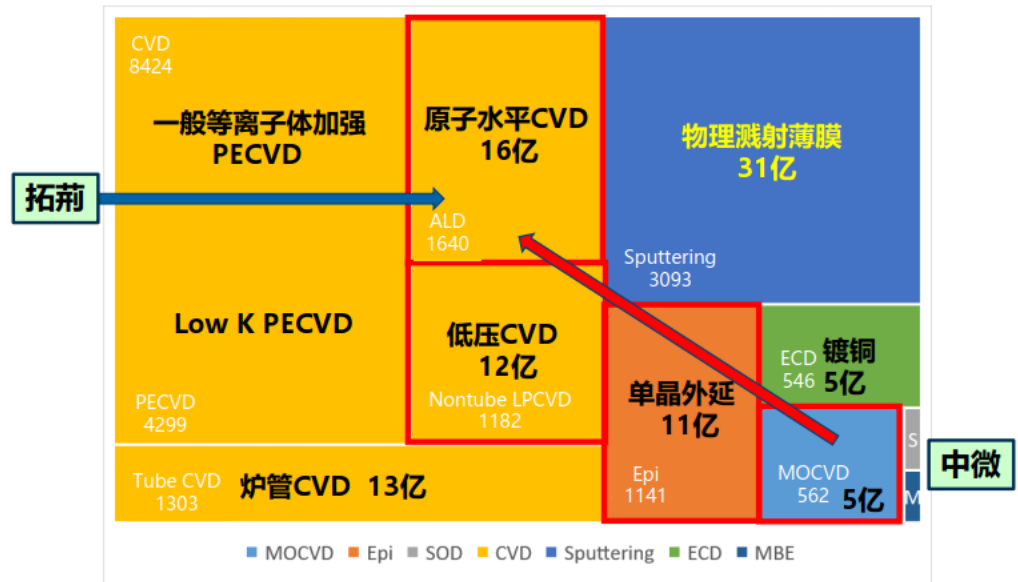 CVD
8424
一般等离子体加强
PECVD
Low K PECVD
PECVD
4299
原子水平CVD
16亿
ALD
1640
低压CVD
12亿
Nontube LPCVD
1182
Tube CVD
1303
炉管CVD 13亿
物理溅射薄膜
31亿
Sputtering
3093
单晶外延
11亿
Epi
1141
ECD
546
镀铜
5亿
MOCVD
562
5亿
S
M
拓荆
中微
MOCVD
Epi
SOD
CVD
Sputtering
ECD
MBE